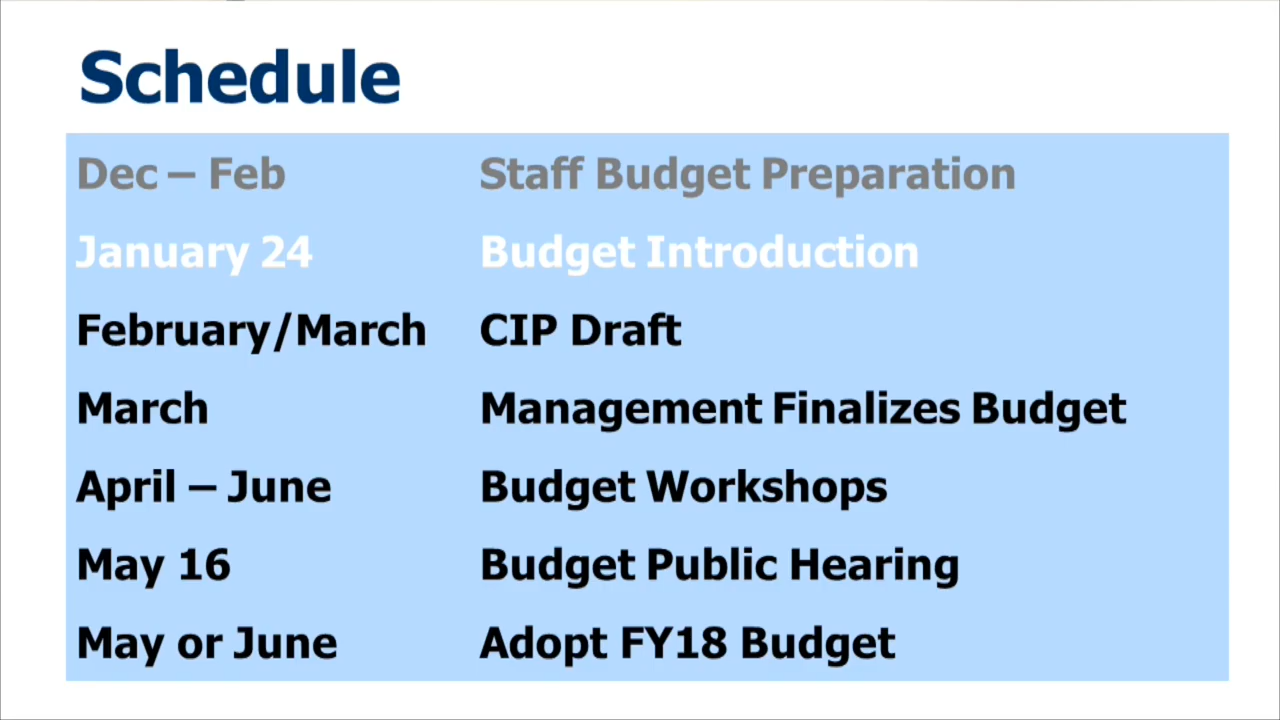 Schedule
Dec – Feb Staff Budget Preparation
January 24 Budget Introduction
February/March CIP Draft
March Management Finalizes Budget
April – June Budget Workshops
May 16 Budget Public Hearing
May or June Adopt FY18 Budget